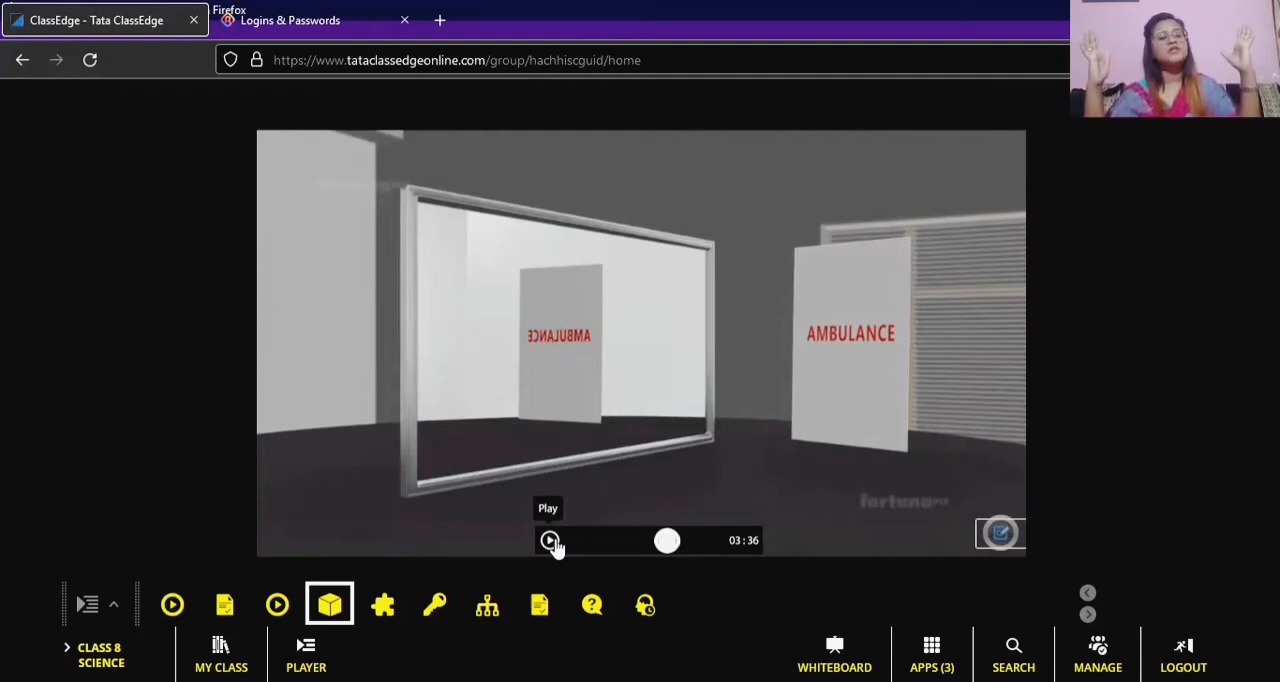 Firefox
ClassEdge - Tata ClassEdge
Logins & Passwords
https://www.tataclassedgeonline.com/group/hachhiscguid/home
AMBULANCE
AMBULANCE
Play
03:36
CLASS 8
SCIENCE
MY CLASS
PLAYER
WHITEBOARD
APPS (3)
SEARCH
MANAGE
LOGOUT